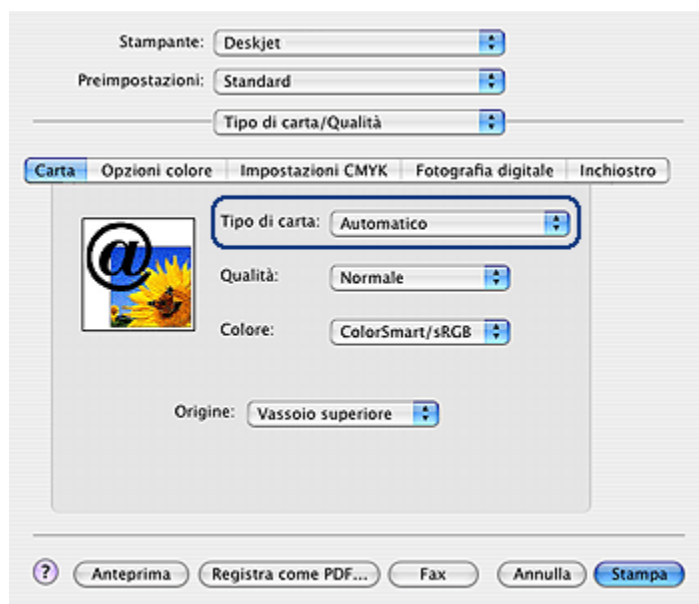 Stampante: Deskjet
Preimpostazioni: Standard
Tipo di carta/Qualità
Carta Opzioni colore Impostazioni CMYK Fotografia digitale Inchiostro
Tipo di carta: Automatico
@
Qualità: Normale
Colore: ColorSmart/sRGB
Origine: Vassoio superiore
? Anteprima Registra come PDF... Fax Annulla Stampa